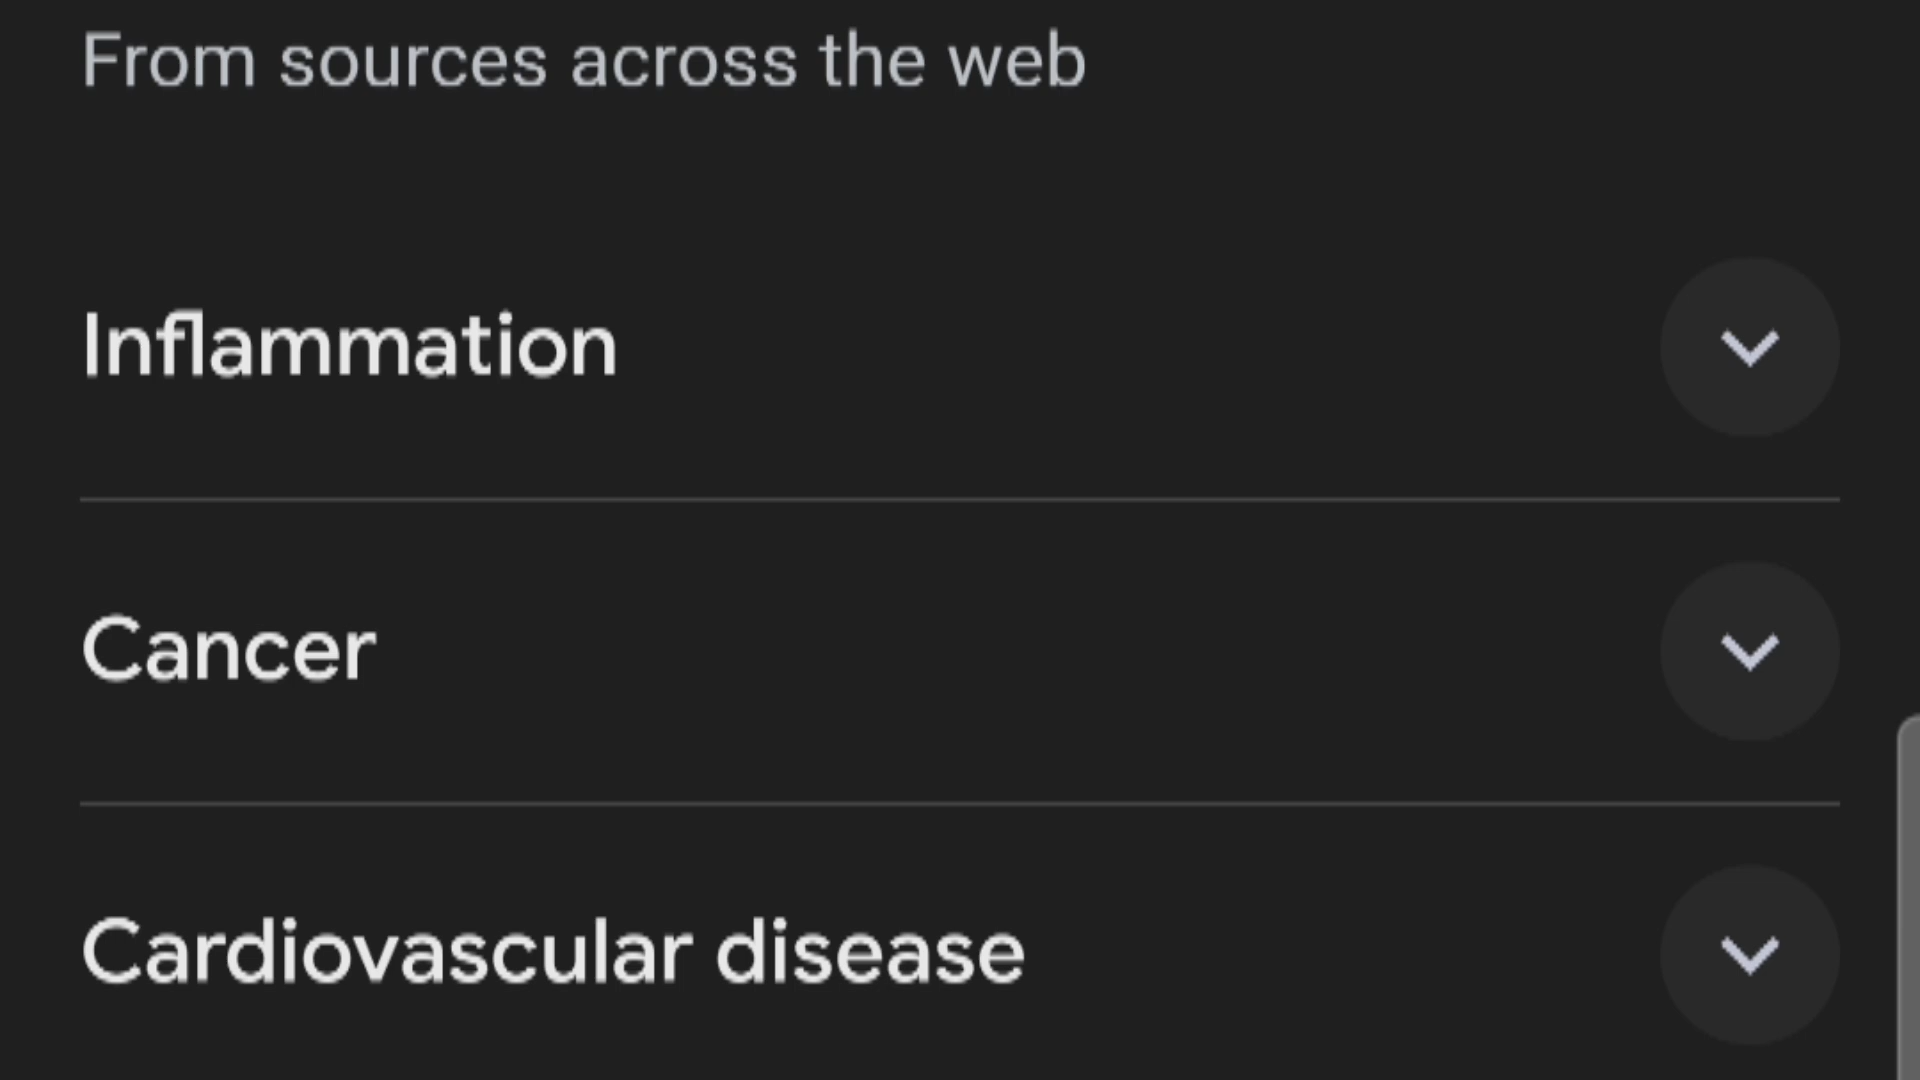 From sources across the web
Inflammation
Cancer
Cardiovascular disease